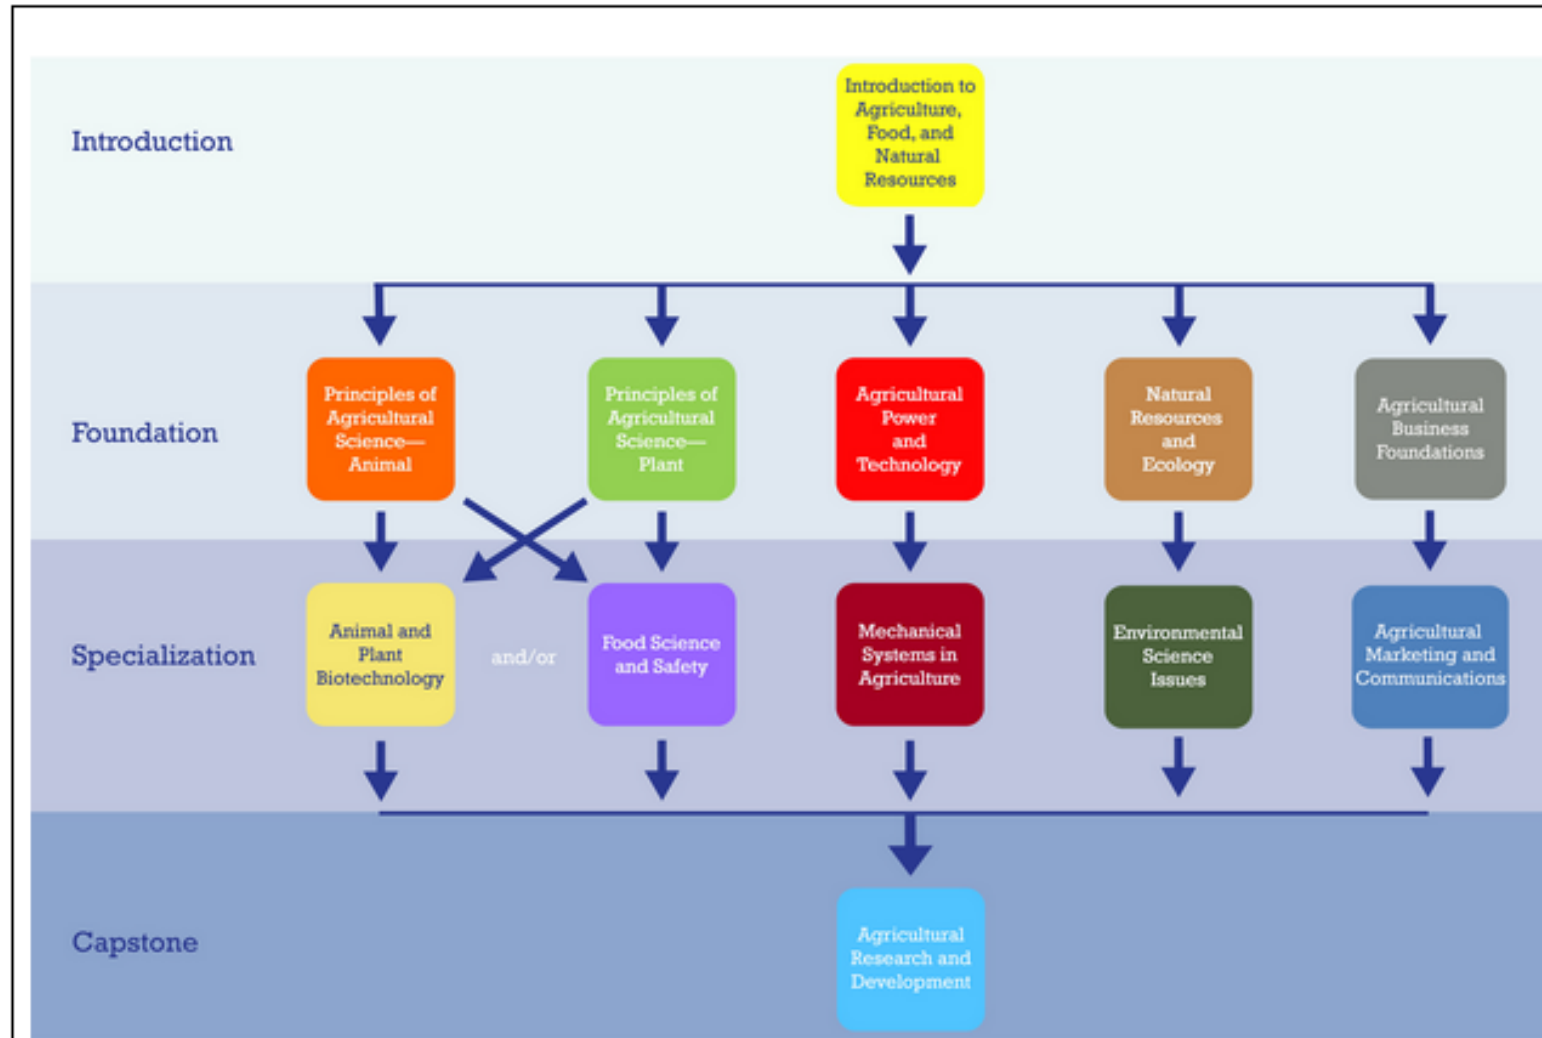 Introduction
Introduction to
Agriculture,
Food, and
Natural
Resources
Foundation
Principles of
Agricultural
Science—
Animal
Principles of
Agricultural
Science—
Plant
Agricultural
Power
and
Technology
Natural
Resources
and
Ecology
Agricultural
Business
Foundations
Specialization
Animal and
Plant
Biotechnology
and/or
Food Science
and Safety
Mechanical
Systems in
Agriculture
Environmental
Science
Issues
Agricultural
Marketing and
Communications
Capstone
Agricultural
Research and
Development